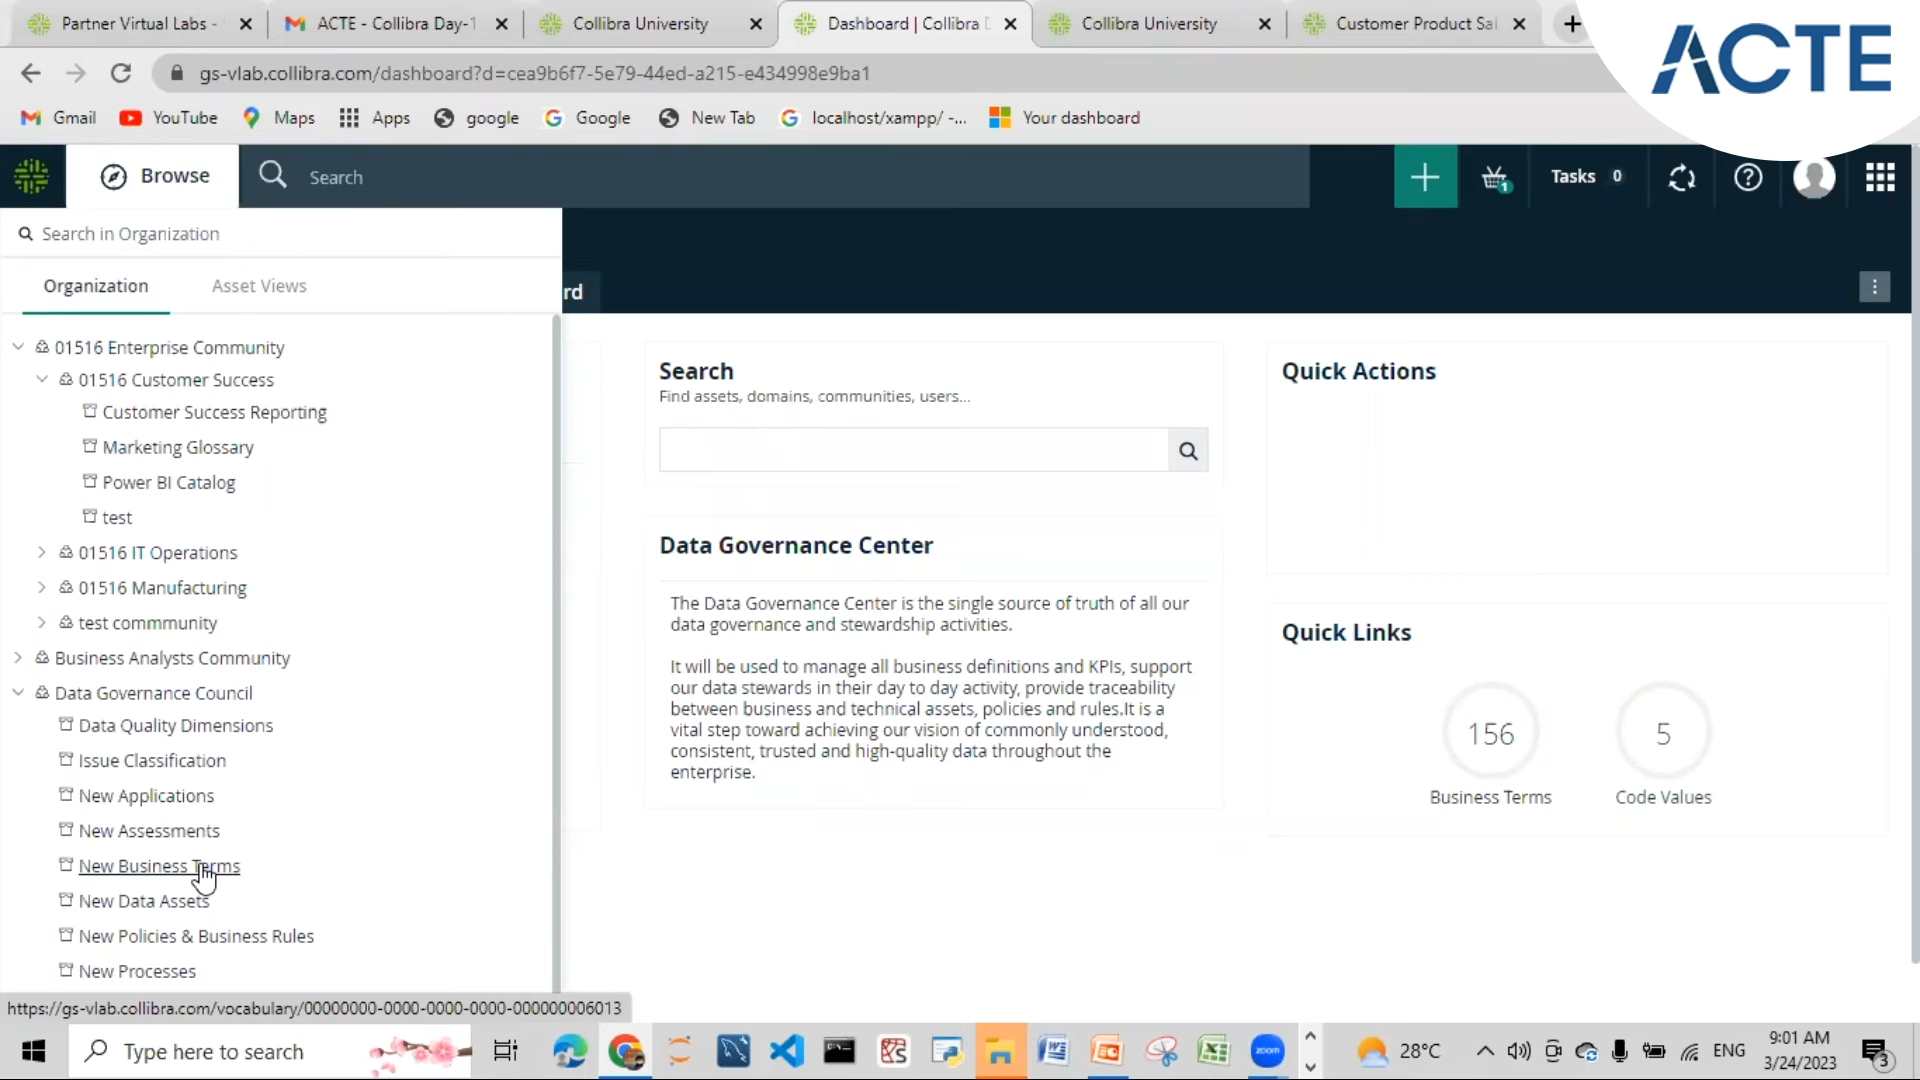 Partner Virtual Labs -
ACTE - Collibra Day-1
Collibra University
Dashboard | Collibra D
Collibra University
Customer Product Sal
ACTE
gs-vlab.collibra.com/dashboard?d=cea9b6f7-5e79-44ed-a215-e434998e9ba1
Gmail
YouTube
Maps
Apps
google
Google
New Tab
localhost/xampp/ -...
Your dashboard
Browse
Search
1
Tasks 0
Search in Organization
Organization
Asset Views
rd
01516 Enterprise Community
01516 Customer Success
Customer Success Reporting
Marketing Glossary
Power BI Catalog
test
01516 IT Operations
01516 Manufacturing
test commmunity
Business Analysts Community
Data Governance Council
Data Quality Dimensions
Issue Classification
New Applications
New Assessments
New Business Terms
New Data Assets
New Policies & Business Rules
New Processes
https://gs-vlab.collibra.com/vocabulary/00000000-0000-0000-0000-000000006013
Search
Find assets, domains, communities, users...
Data Governance Center
The Data Governance Center is the single source of truth of all our
data governance and stewardship activities.
It will be used to manage all business definitions and KPIs, support
our data stewards in their day to day activity, provide traceability
between business and technical assets, policies and rules.It is a
vital step toward achieving our vision of commonly understood,
consistent, trusted and high-quality data throughout the
enterprise.
Quick Actions
Quick Links
156
Business Terms
5
Code Values
Type here to search
zoom
28°C
ENG
9:01 AM
3/24/2023
3